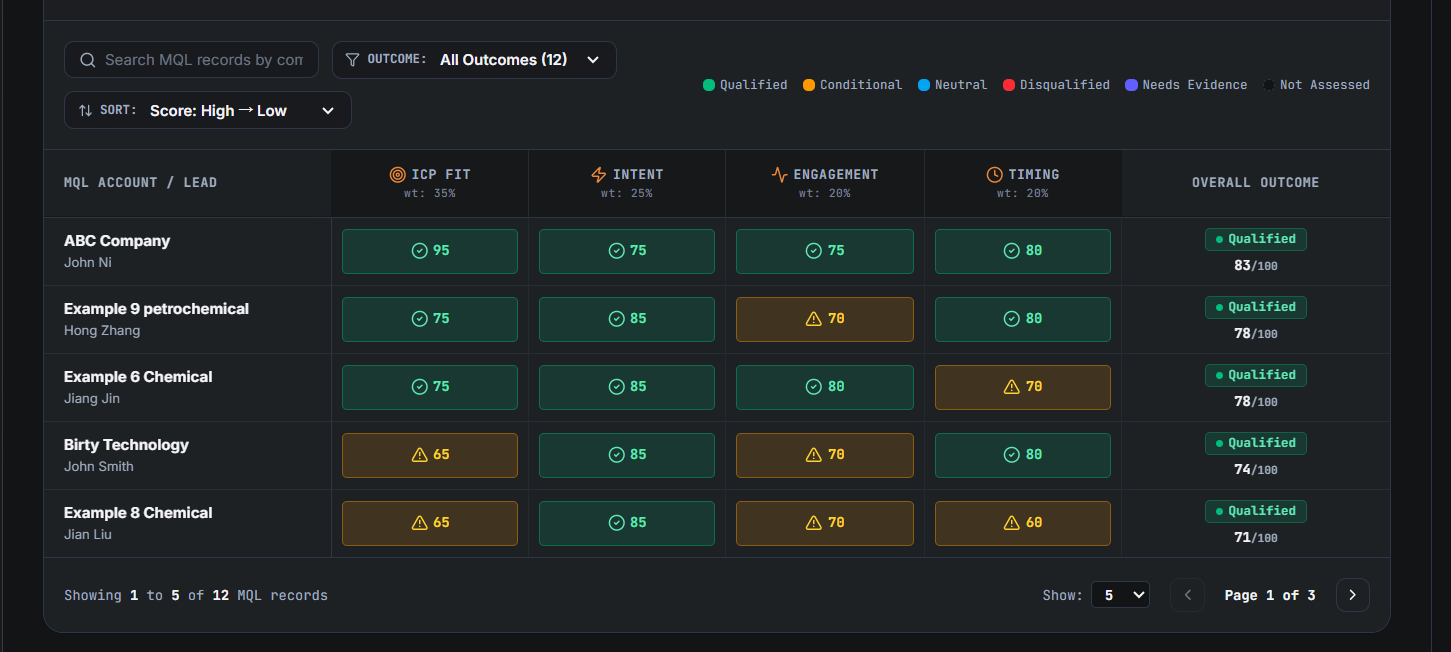 Search MQL records by com
OUTCOME: All Outcomes (12)
SORT: Score: High → Low
Qualified Conditional Neutral Disqualified Needs Evidence Not Assessed
MQL ACCOUNT / LEAD
ICP FIT
wt: 35%
INTENT
wt: 25%
ENGAGEMENT
wt: 20%
TIMING
wt: 20%
OVERALL OUTCOME
ABC Company
John Ni
95 75 75 80
Qualified
83/100
Example 9 petrochemical
Hong Zhang
75 85 70 80
Qualified
78/100
Example 6 Chemical
Jiang Jin
75 85 80 70
Qualified
78/100
Birty Technology
John Smith
65 85 70 80
Qualified
74/100
Example 8 Chemical
Jian Liu
65 85 70 60
Qualified
71/100
Showing 1 to 5 of 12 MQL records
Show: 5
Page 1 of 3